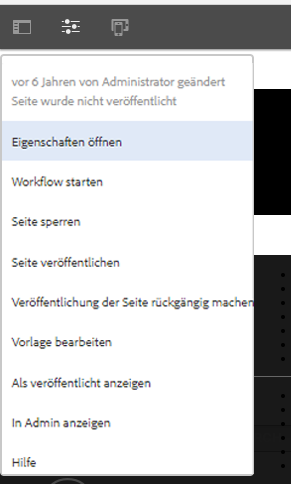 vor 6 Jahren von Administrator geändert
Seite wurde nicht veröffentlicht
Eigenschaften öffnen
Workflow starten
Seite sperren
Seite veröffentlichen
Veröffentlichung der Seite rückgängig machen
Vorlage bearbeiten
Als veröffentlicht anzeigen
In Admin anzeigen
Hilfe